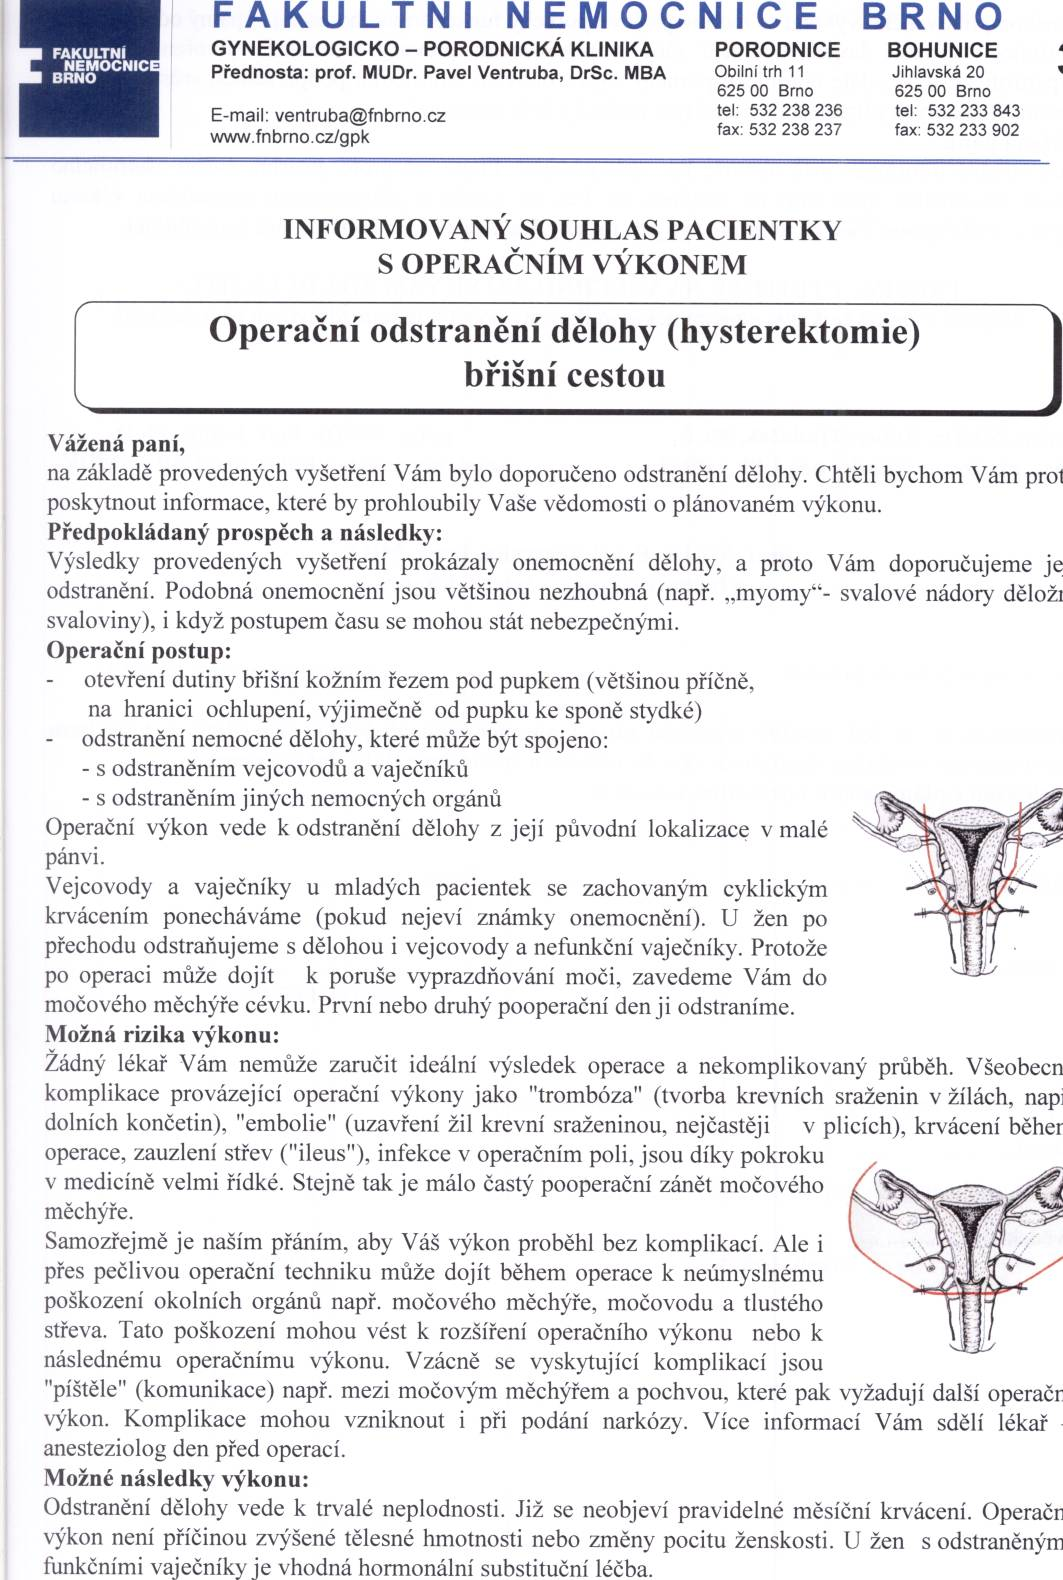 FAKULTNÍ NEMOCNICE BRNO
FAKULTNÍ
NEMOCNICE
BRNO
GYNEKOLOGICKO – PORODNICKÁ KLINIKA
Přednosta: prof. MUDr. Pavel Ventruba, DrSc. MBA
E-mail: ventruba@fnbrno.cz
www.fnbrno.cz/gpk
PORODNICE
Obilní trh 11
625 00 Brno
tel: 532 238 236
fax: 532 238 237
BOHUNICE
Jihlavská 20
625 00 Brno
tel: 532 233 843
fax: 532 233 902
INFORMOVANÝ SOUHLAS PACIENTKY
S OPERAČNÍM VÝKONEM
Operační odstranění dělohy (hysterektomie)
břišní cestou
Vážená paní,
na základě provedených vyšetření Vám bylo doporučeno odstranění dělohy. Chtěli bychom Vám prot
poskytnout informace, které by prohloubily Vaše vědomosti o plánovaném výkonu.
Předpokládaný prospěch a následky:
Výsledky provedených vyšetření prokázaly onemocnění dělohy, a proto Vám doporučujeme je
odstranění. Podobná onemocnění jsou většinou nezhoubná (např. „myomy“- svalové nádory děložn
svaloviny), i když postupem času se mohou stát nebezpečnými.
Operační postup:
- otevření dutiny břišní kožním řezem pod pupkem (většinou příčně,
na hranici ochlupení, výjimečně od pupku ke sponě stydké)
- odstranění nemocné dělohy, které může být spojeno:
- s odstraněním vejcovodů a vaječníků
- s odstraněním jiných nemocných orgánů
Operační výkon vede k odstranění dělohy z její původní lokalizace v malé
pánvi.
Vejcovody a vaječníky u mladých pacientek se zachovaným cyklickým
krvácením ponecháváme (pokud nejeví známky onemocnění). U žen po
přechodu odstraňujeme s dělohou i vejcovody a nefunkční vaječníky. Protože
po operaci může dojít k poruše vyprazdňování moči, zavedeme Vám do
močového měchýře cévku. První nebo druhý pooperační den ji odstraníme.
Možná rizika výkonu:
Žádný lékař Vám nemůže zaručit ideální výsledek operace a nekomplikovaný průběh. Všeobecn
komplikace provázející operační výkony jako "trombóza" (tvorba krevních sraženin v žílách, např
dolních končetin), "embolie" (uzavření žil krevní sraženinou, nejčastěji v plicích), krvácení během
operace, zauzlení střev ("ileus"), infekce v operačním poli, jsou díky pokroku
v medicíně velmi řídké. Stejně tak je málo častý pooperační zánět močového
měchýře.
Samozřejmě je naším přáním, aby Váš výkon proběhl bez komplikací. Ale i
přes pečlivou operační techniku může dojít během operace k neúmyslnému
poškození okolních orgánů např. močového měchýře, močovodu a tlustého
střeva. Tato poškození mohou vést k rozšíření operačního výkonu nebo k
následnému operačnímu výkonu. Vzácně se vyskytující komplikací jsou
"píštěle" (komunikace) např. mezi močovým měchýřem a pochvou, které pak vyžadují další operačn
výkon. Komplikace mohou vzniknout i při podání narkózy. Více informací Vám sdělí lékař -
anesteziolog den před operací.
Možné následky výkonu:
Odstranění dělohy vede k trvalé neplodnosti. Již se neobjeví pravidelné měsíční krvácení. Operačn
výkon není příčinou zvýšené tělesné hmotnosti nebo změny pocitu ženskosti. U žen s odstraněným
funkčními vaječníky je vhodná hormonální substituční léčba.